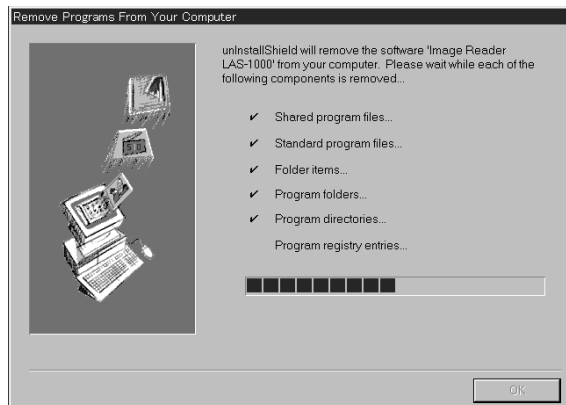 Remove Programs From Your Computer
unInstallShield will remove the software 'Image Reader
LAS-1000' from your computer. Please wait while each of the
following components is removed...
✔ Shared program files...
✔ Standard program files...
✔ Folder items...
✔ Program folders...
✔ Program directories...
Program registry entries...
OK